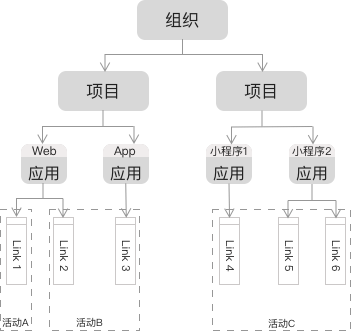 组织
项目
项目
Web
应用
App
应用
小程序1
应用
小程序2
应用
Link 1
Link 2
Link 3
Link 4
Link 5
Link 6
活动A
活动B
活动C